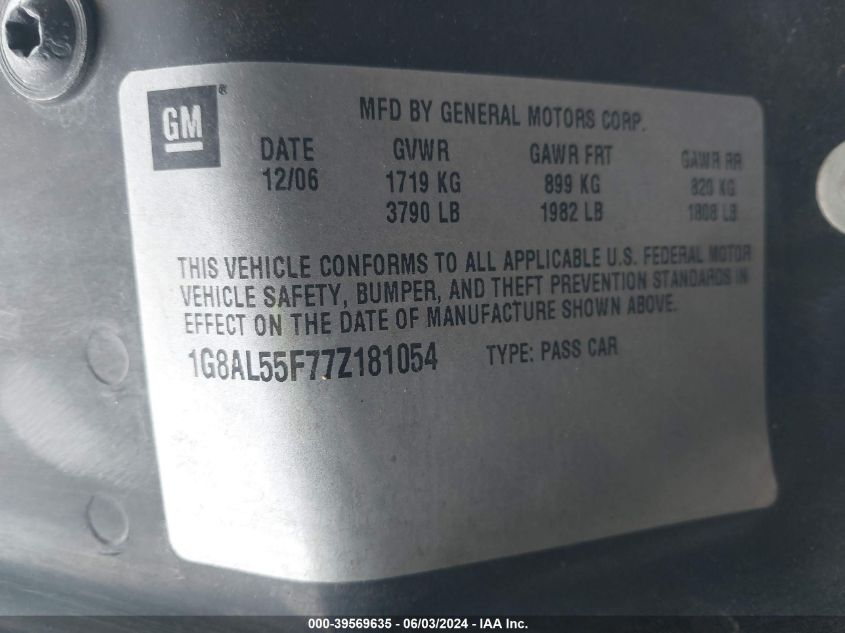 GM®
MFD BY GENERAL MOTORS CORP.
DATE GVWR GAWR FRT GAWR RR
12/06 1719 KG 899 KG 820 KG
3790 LB 1982 LB 1808 LB
THIS VEHICLE CONFORMS TO ALL APPLICABLE U.S. FEDERAL MOTOR
VEHICLE SAFETY, BUMPER, AND THEFT PREVENTION STANDARDS IN
EFFECT ON THE DATE OF MANUFACTURE SHOWN ABOVE.
1G8AL55F77Z181054 TYPE: PASS CAR
000-39569635 - 06/03/2024 - IAA Inc.